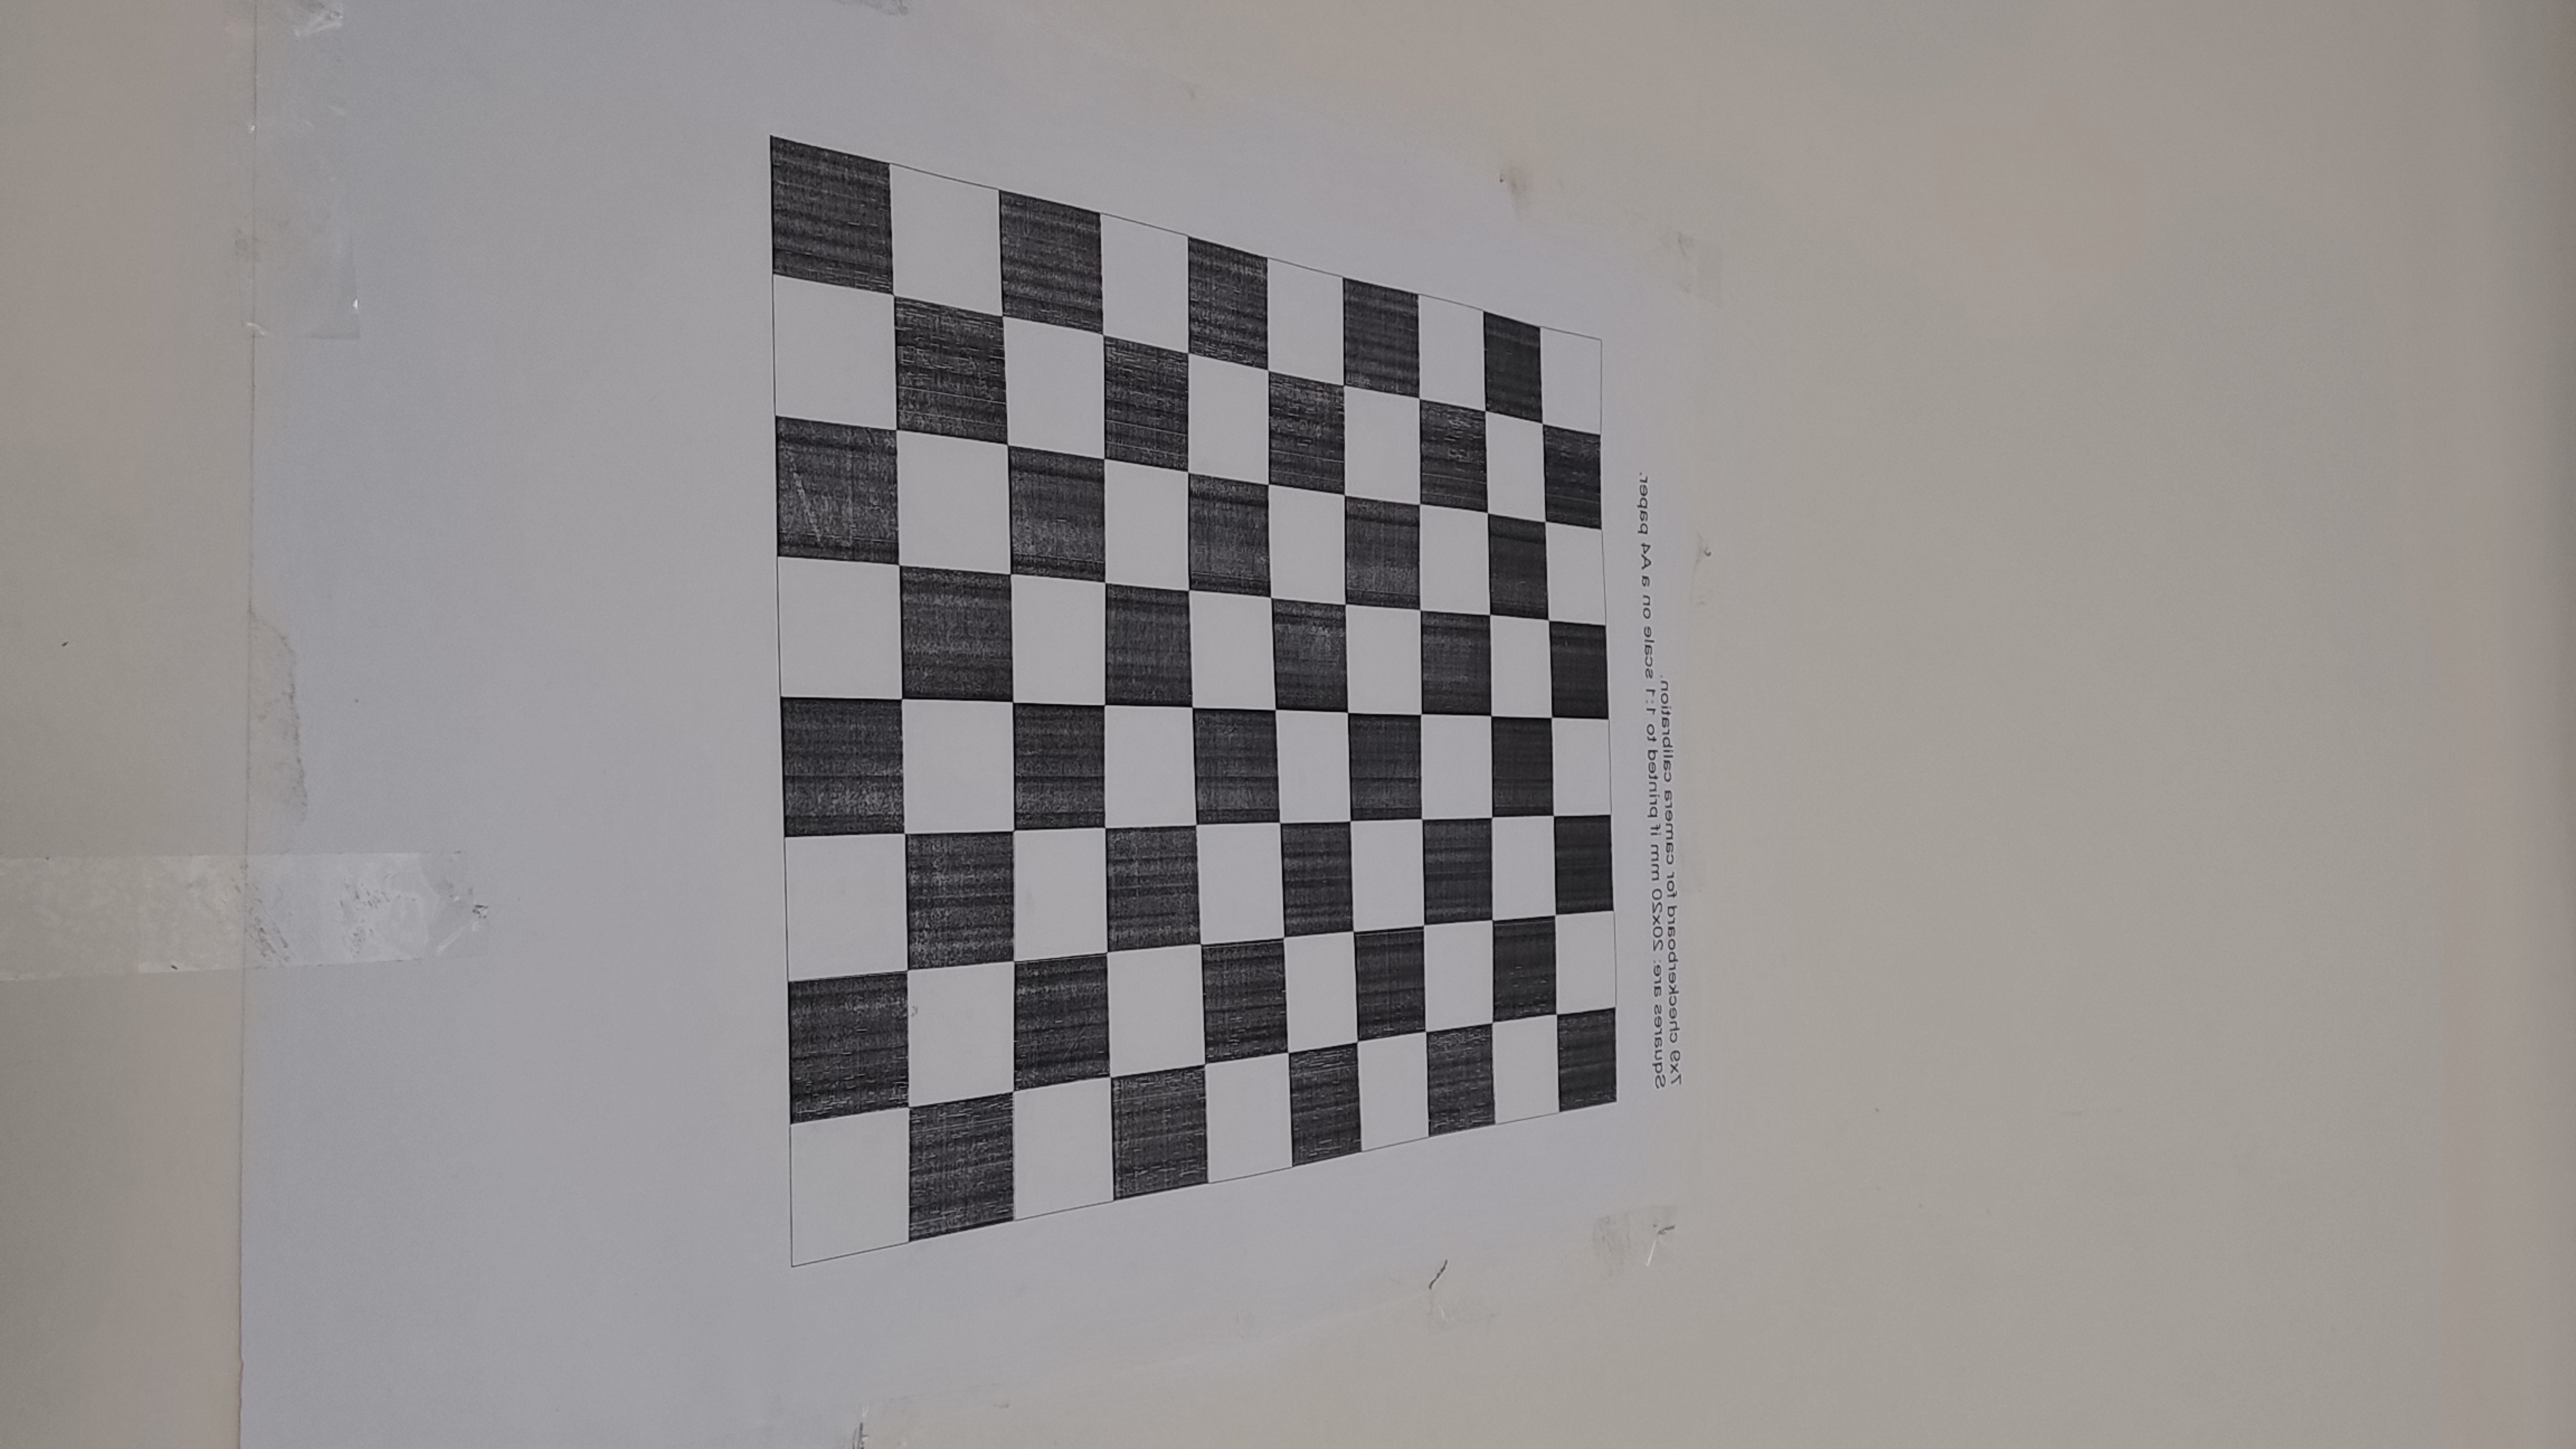 7x9 checkerboard for camera calibration.
Squares are: 20x20 mm if printed to 1:1 scale on a A4 paper.